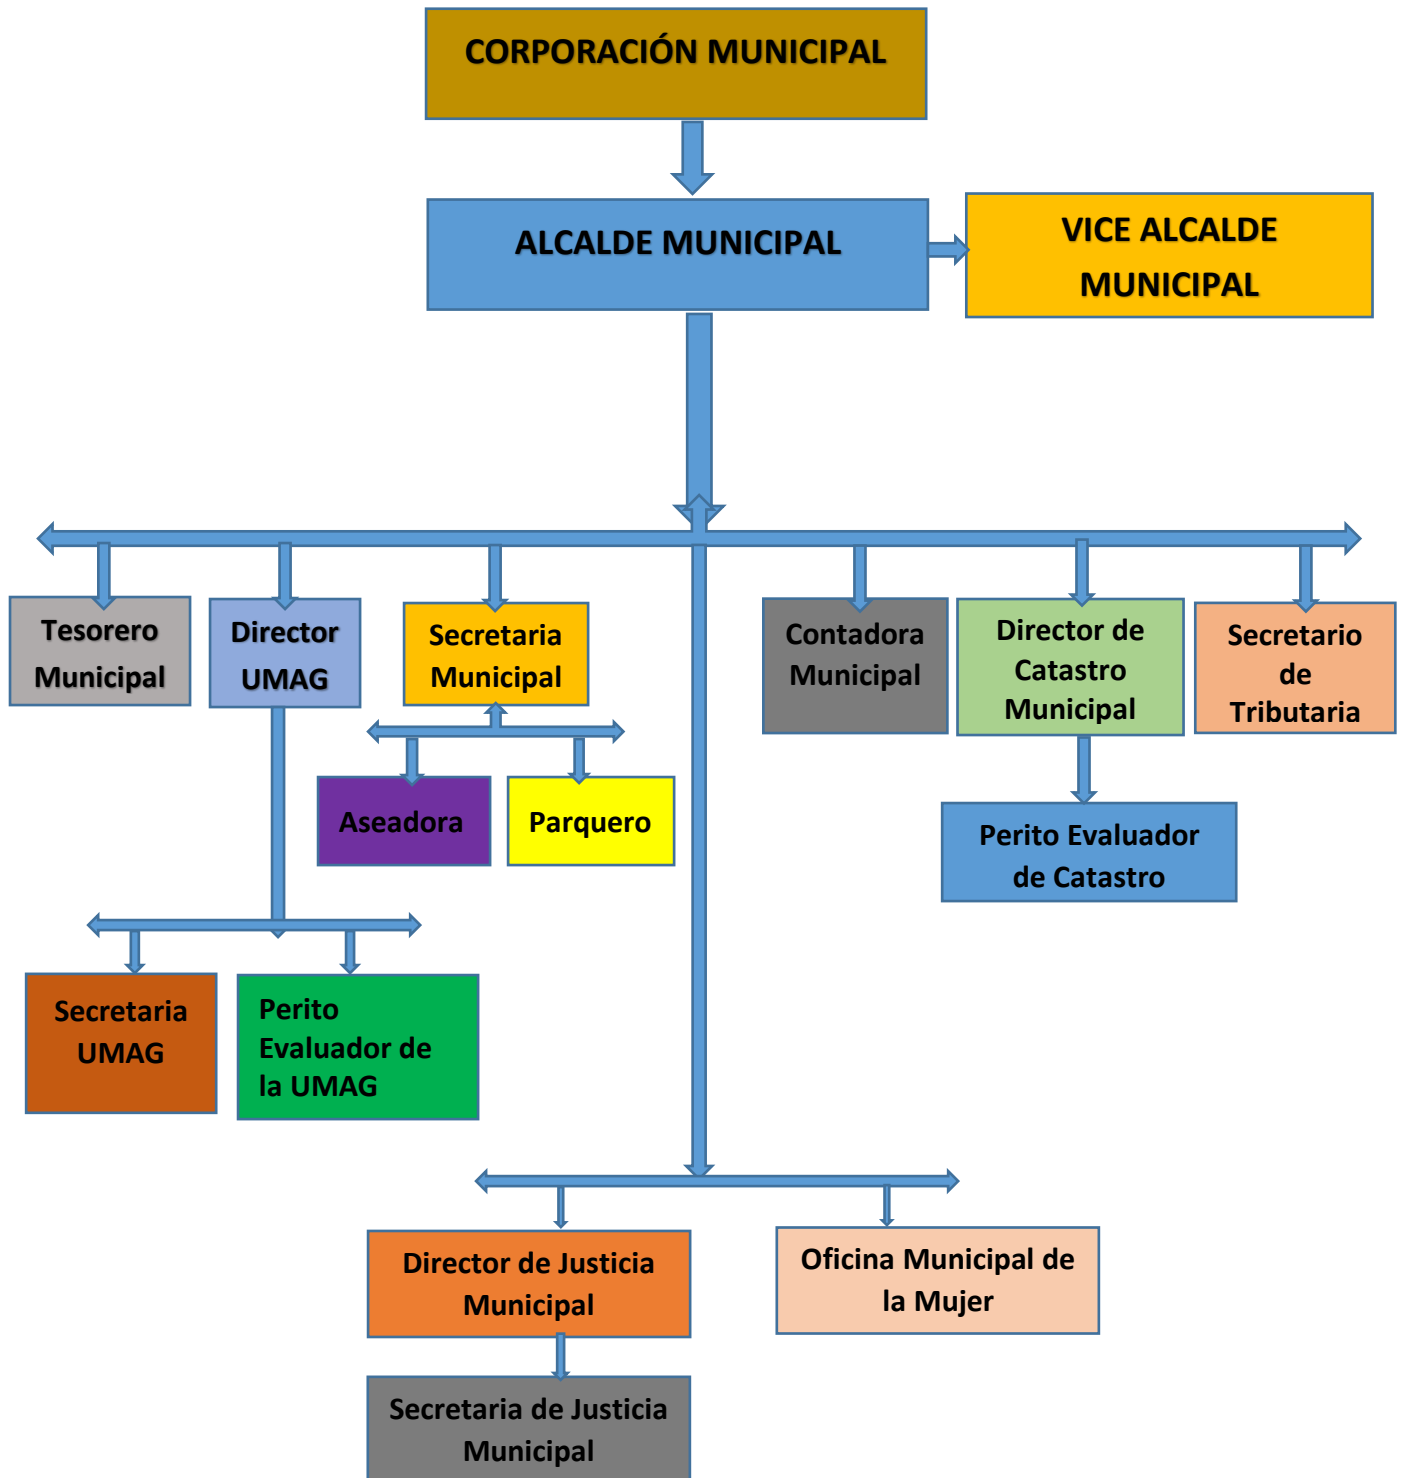 CORPORACIÓN MUNICIPAL
ALCALDE MUNICIPAL
VICE ALCALDE
MUNICIPAL
Tesorero
Municipal
Director
UMAG
Secretaria
Municipal
Contadora
Municipal
Director de
Catastro
Municipal
Secretario
de
Tributaria
Aseadora
Parquero
Perito Evaluador
de Catastro
Secretaria
UMAG
Perito
Evaluador de
la UMAG
Director de Justicia
Municipal
Oficina Municipal de
la Mujer
Secretaria de Justicia
Municipal